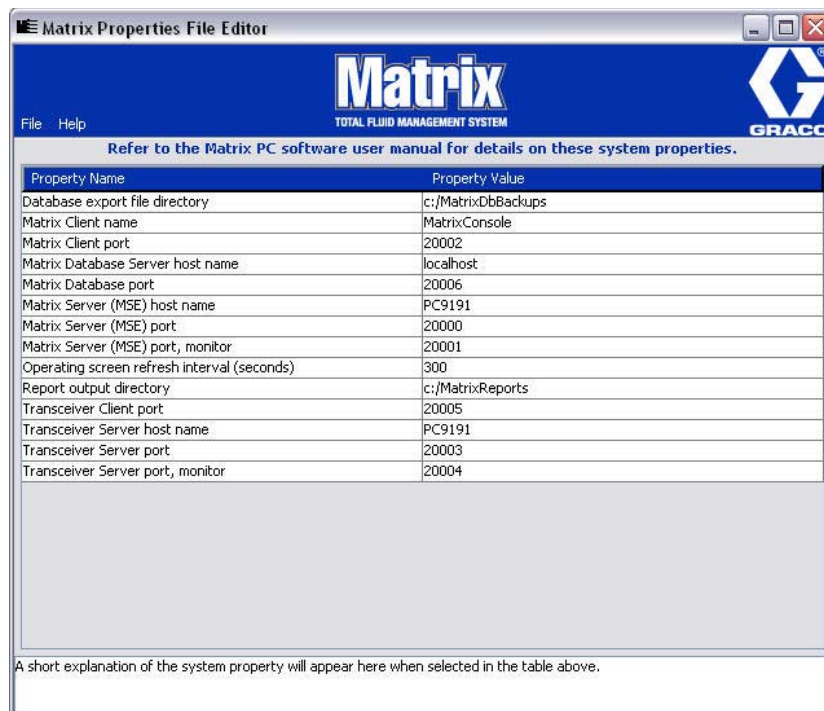 Matrix Properties File Editor
Matrix
TOTAL FLUID MANAGEMENT SYSTEM
®
GRACO
File Help
Refer to the Matrix PC software user manual for details on these system properties.
Property Name Property Value
Database export file directory c:/MatrixDbBackups
Matrix Client name MatrixConsole
Matrix Client port 20002
Matrix Database Server host name localhost
Matrix Database port 20006
Matrix Server (MSE) host name PC9191
Matrix Server (MSE) port 20000
Matrix Server (MSE) port, monitor 20001
Operating screen refresh interval (seconds) 300
Report output directory c:/MatrixReports
Transceiver Client port 20005
Transceiver Server host name PC9191
Transceiver Server port 20003
Transceiver Server port, monitor 20004
A short explanation of the system property will appear here when selected in the table above.